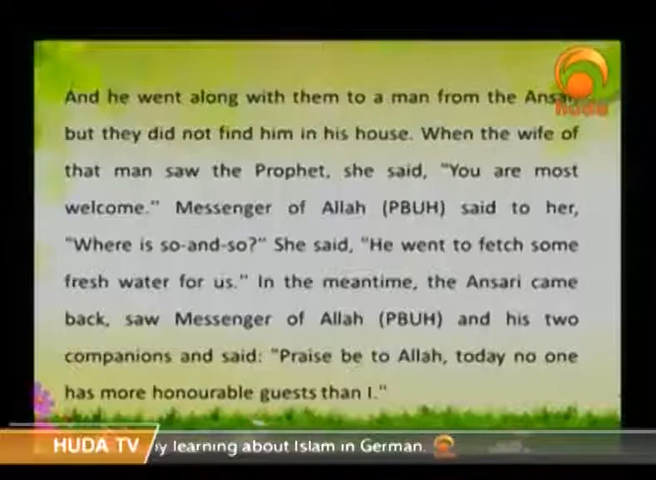 And he went along with them to a man from the Ansari
but they did not find him in his house. When the wife of
that man saw the Prophet, she said, "You are most
welcome." Messenger of Allah (PBUH) said to her,
"Where is so-and-so?" She said, "He went to fetch some
fresh water for us." In the meantime, the Ansari came
back, saw Messenger of Allah (PBUH) and his two
companions and said: "Praise be to Allah, today no one
has more honourable guests than I."
HUDA
HUDA TV
learning about Islam in German.